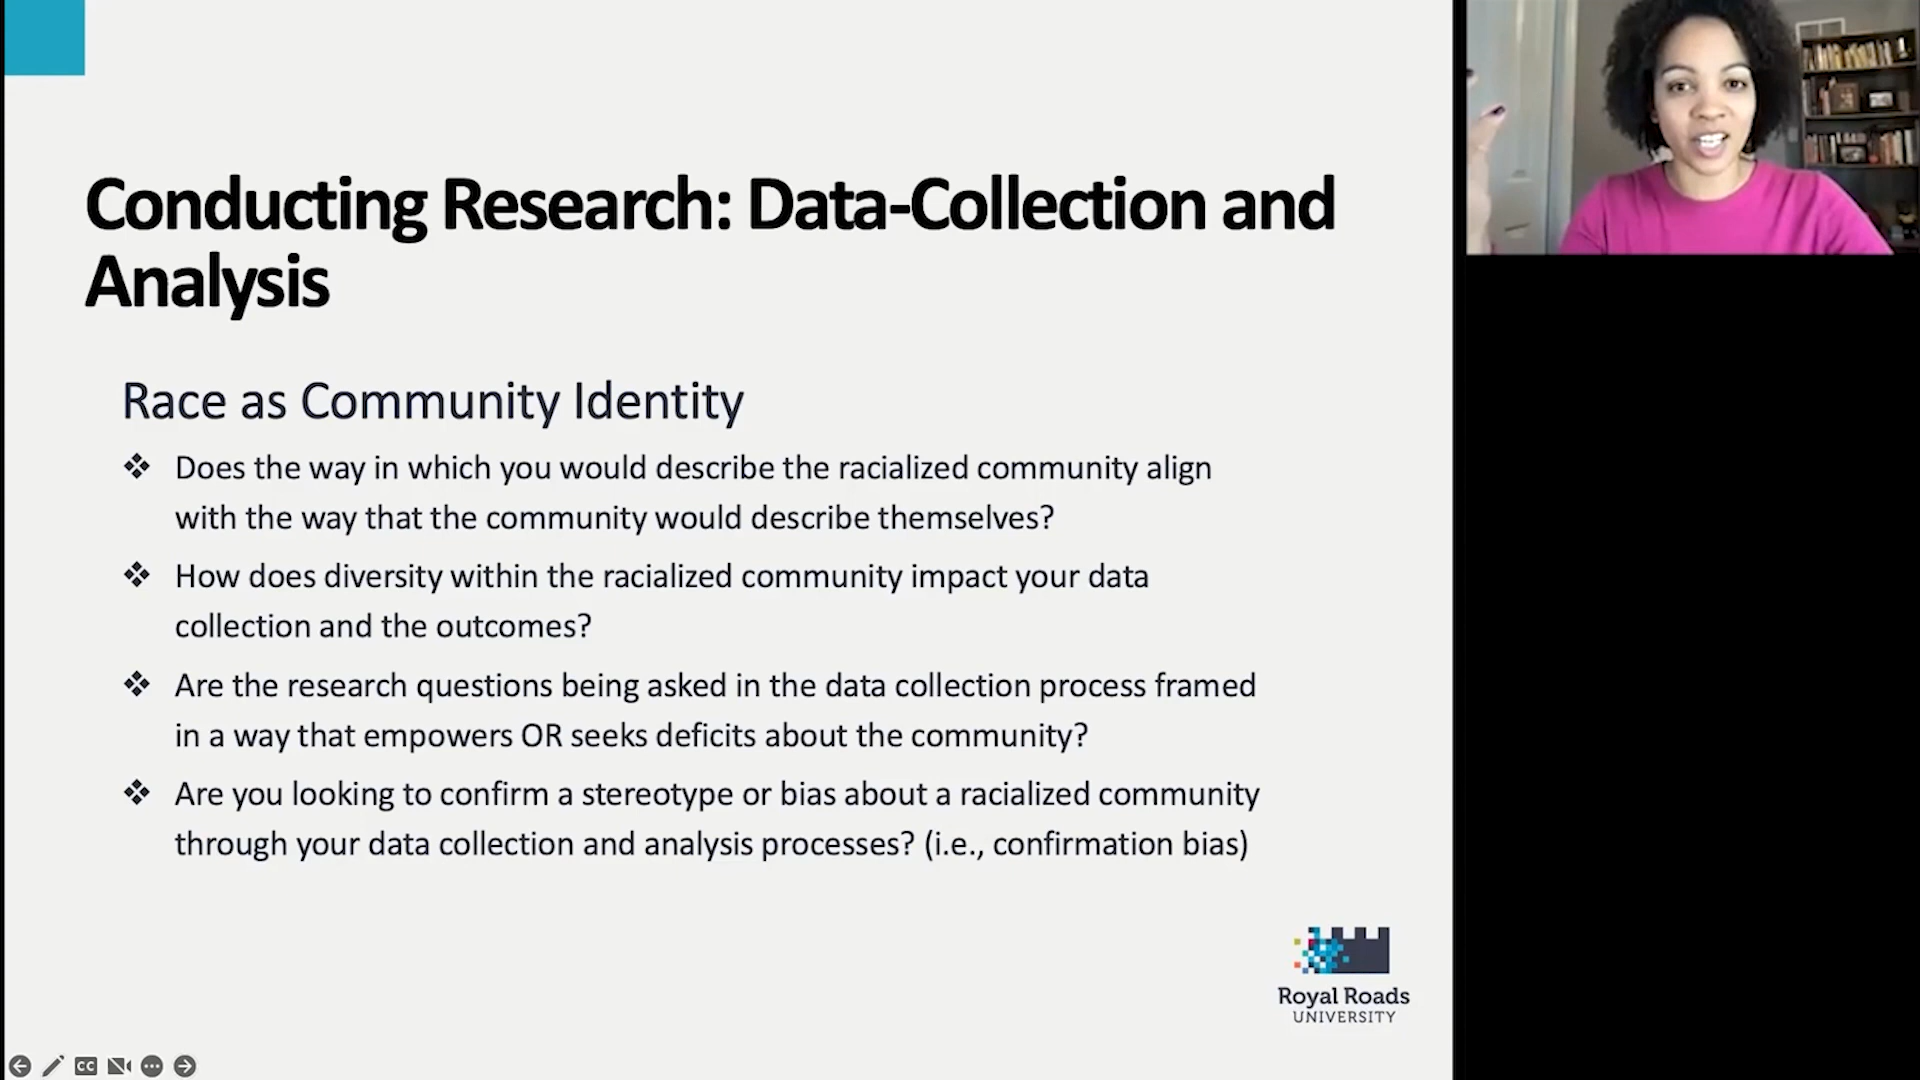 Conducting Research: Data-Collection and
Analysis
Race as Community Identity
❖ Does the way in which you would describe the racialized community align
with the way that the community would describe themselves?
❖ How does diversity within the racialized community impact your data
collection and the outcomes?
❖ Are the research questions being asked in the data collection process framed
in a way that empowers OR seeks deficits about the community?
❖ Are you looking to confirm a stereotype or bias about a racialized community
through your data collection and analysis processes? (i.e., confirmation bias)
Royal Roads
UNIVERSITY
CC